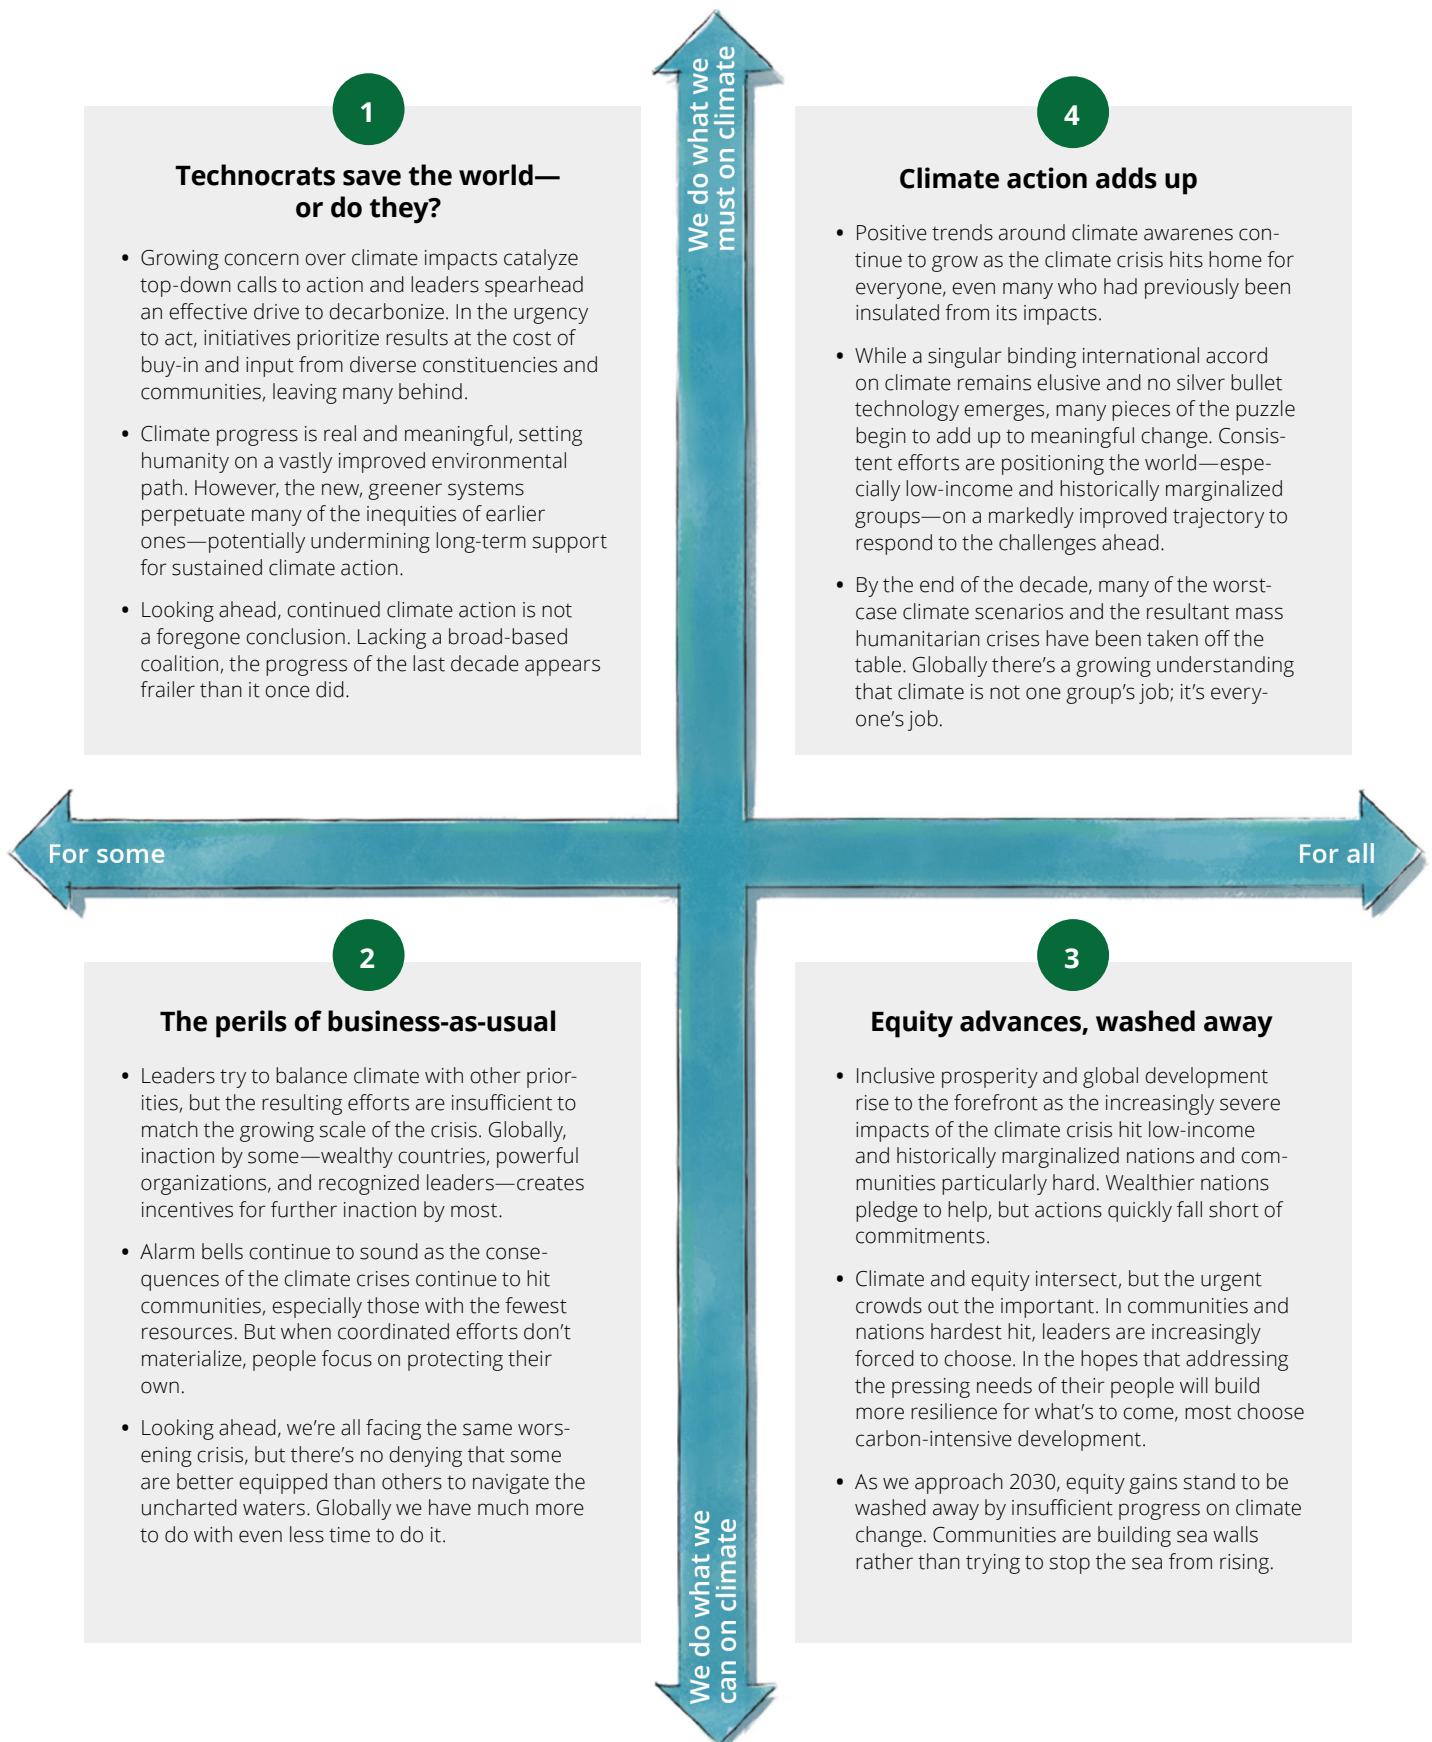 We do what we
must on climate
1
Technocrats save the world—
or do they?
• Growing concern over climate impacts catalyze
top-down calls to action and leaders spearhead
an effective drive to decarbonize. In the urgency
to act, initiatives prioritize results at the cost of
buy-in and input from diverse constituencies and
communities, leaving many behind.
• Climate progress is real and meaningful, setting
humanity on a vastly improved environmental
path. However, the new, greener systems
perpetuate many of the inequities of earlier
ones—potentially undermining long-term support
for sustained climate action.
• Looking ahead, continued climate action is not
a foregone conclusion. Lacking a broad-based
coalition, the progress of the last decade appears
frailer than it once did.
4
Climate action adds up
• Positive trends around climate awarenes con-
tinue to grow as the climate crisis hits home for
everyone, even many who had previously been
insulated from its impacts.
• While a singular binding international accord
on climate remains elusive and no silver bullet
technology emerges, many pieces of the puzzle
begin to add up to meaningful change. Consis-
tent efforts are positioning the world—espe-
cially low-income and historically marginalized
groups—on a markedly improved trajectory to
respond to the challenges ahead.
• By the end of the decade, many of the worst-
case climate scenarios and the resultant mass
humanitarian crises have been taken off the
table. Globally there's a growing understanding
that climate is not one group's job; it's every-
one's job.
For some
For all
2
The perils of business-as-usual
• Leaders try to balance climate with other prior-
ities, but the resulting efforts are insufficient to
match the growing scale of the crisis. Globally,
inaction by some—wealthy countries, powerful
organizations, and recognized leaders—creates
incentives for further inaction by most.
• Alarm bells continue to sound as the conse-
quences of the climate crises continue to hit
communities, especially those with the fewest
resources. But when coordinated efforts don't
materialize, people focus on protecting their
own.
• Looking ahead, we're all facing the same wors-
ening crisis, but there's no denying that some
are better equipped than others to navigate the
uncharted waters. Globally we have much more
to do with even less time to do it.
3
Equity advances, washed away
• Inclusive prosperity and global development
rise to the forefront as the increasingly severe
impacts of the climate crisis hit low-income
and historically marginalized nations and com-
munities particularly hard. Wealthier nations
pledge to help, but actions quickly fall short of
commitments.
• Climate and equity intersect, but the urgent
crowds out the important. In communities and
nations hardest hit, leaders are increasingly
forced to choose. In the hopes that addressing
the pressing needs of their people will build
more resilience for what's to come, most choose
carbon-intensive development.
• As we approach 2030, equity gains stand to be
washed away by insufficient progress on climate
change. Communities are building sea walls
rather than trying to stop the sea from rising.
We do what we
can on climate